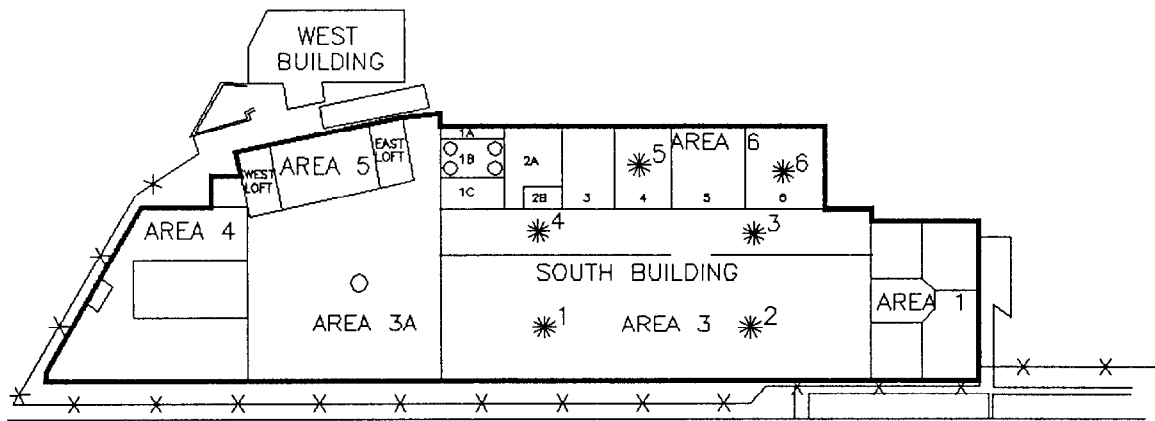 WEST
BUILDING
WEST
LOFT
AREA 5
EAST
LOFT
1A
1B
1C
2A
2B
3
4
5
6
AREA 6
5
6
AREA 4
4
3
SOUTH BUILDING
AREA 3A
1
AREA 3
2
AREA 1